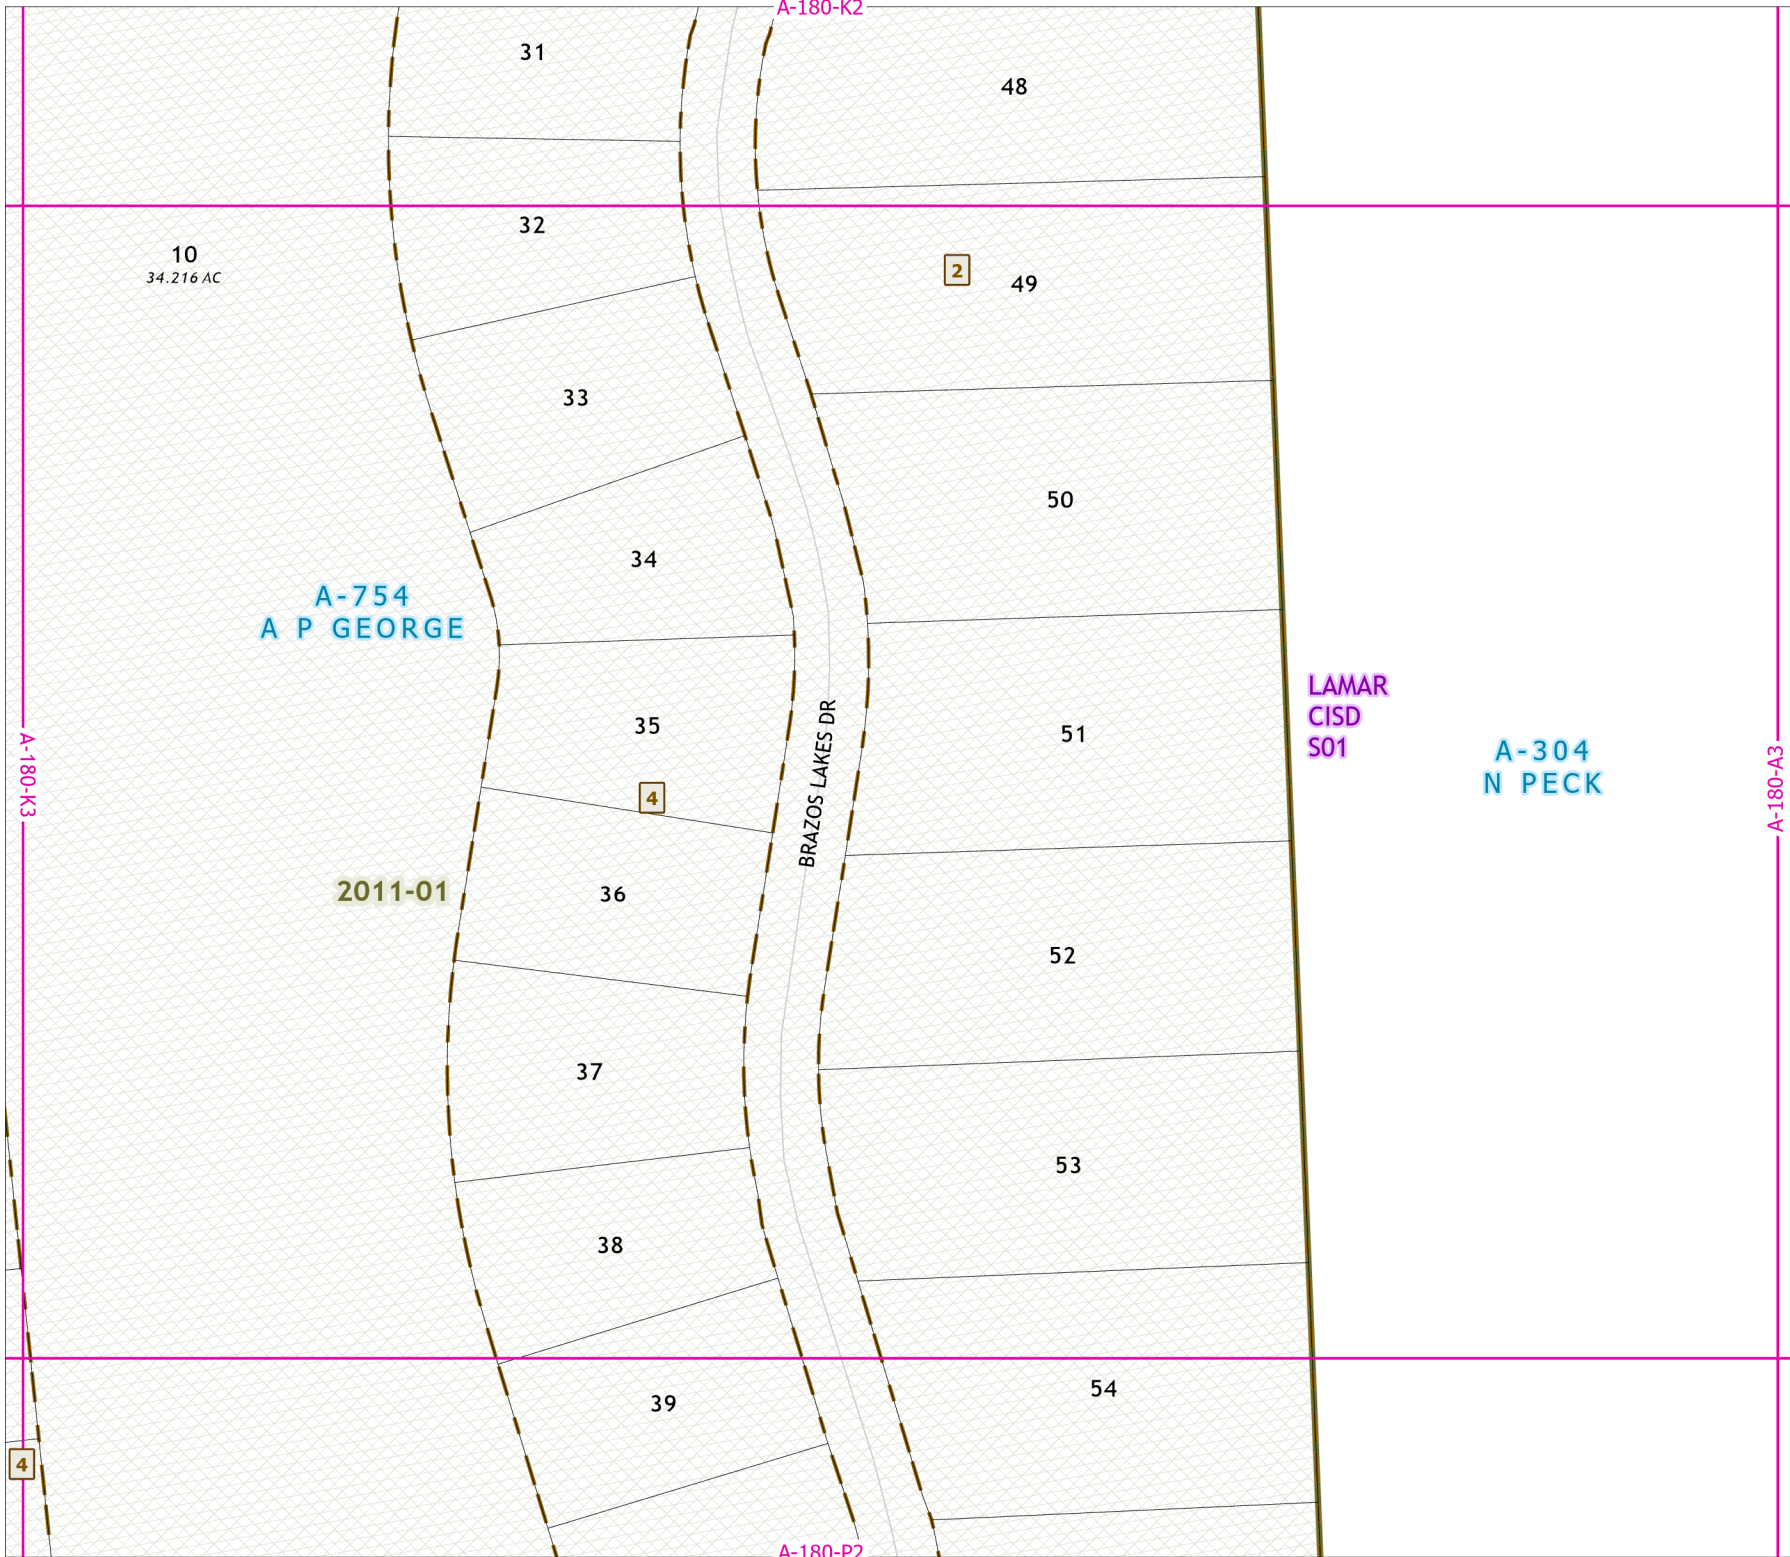 A-180-K2
31
48
32
10
34.216 AC
2
49
33
50
34
A-754
A P GEORGE
LAMAR
CISD
S01
35
51
A-304
N PECK
A-180-K3
A-180-A3
4
BRAZOS LAKES DR
2011-01
36
52
37
53
38
54
39
4
A-180-P2